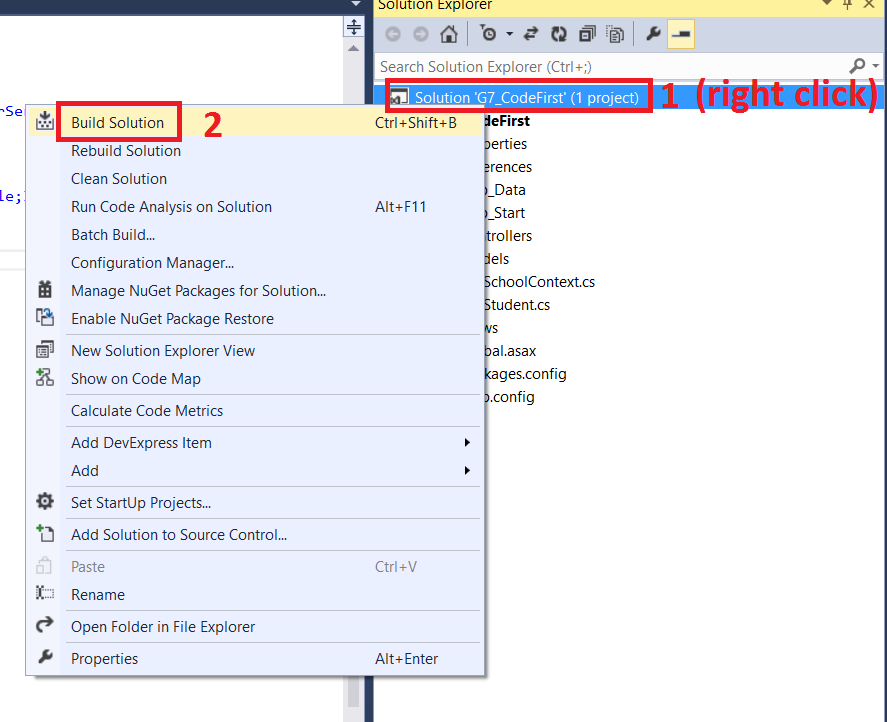 Solution Explorer
Search Solution Explorer (Ctrl+;)
Solution 'G7_CodeFirst' (1 project) 1 (right click)
rSe
Build Solution 2 Ctrl+Shift+B
deFirst
Rebuild Solution
perties
Clean Solution
erences
le;
Run Code Analysis on Solution Alt+F11
_Data
_Start
Batch Build...
trollers
Configuration Manager...
dels
Manage NuGet Packages for Solution...
SchoolContext.cs
Enable NuGet Package Restore
Student.cs
ws
New Solution Explorer View
bal.asax
Show on Code Map
kages.config
.config
Calculate Code Metrics
Add DevExpress Item
Add
Set StartUp Projects...
Add Solution to Source Control...
Paste Ctrl+V
Rename
Open Folder in File Explorer
Properties Alt+Enter